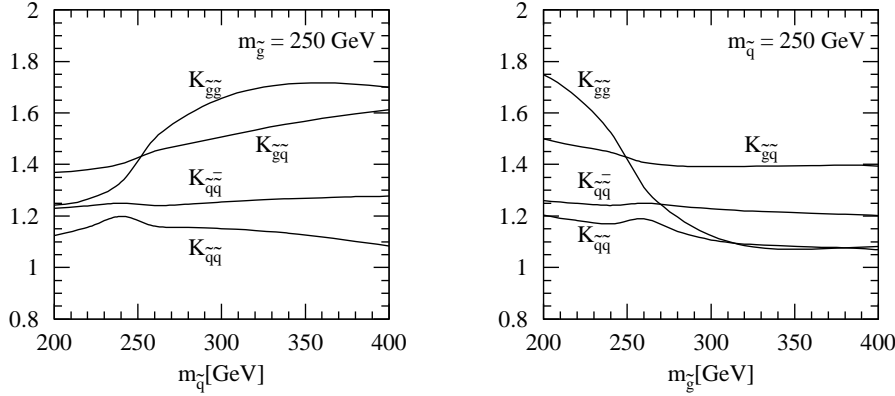 2
1.8
1.6
1.4
1.2
1
0.8
200
250
300
350
400
m_g̃ = 250 GeV
K_g̃g̃
K_g̃q̃
K_q̃q̃̄
K_q̃q̃
m_q̃[GeV]
2
1.8
1.6
1.4
1.2
1
0.8
200
250
300
350
400
m_q̃ = 250 GeV
K_g̃g̃
K_g̃q̃
K_q̃q̃̄
K_q̃q̃
m_g̃[GeV]